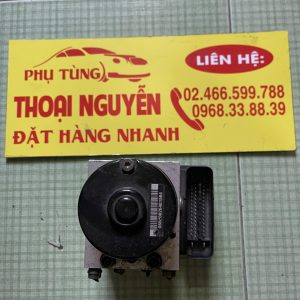 PHỤ TÙNG
THOẠI NGUYỄN
ĐẶT HÀNG NHANH
LIÊN HỆ:
02.466.599.788
0968.33.88.39